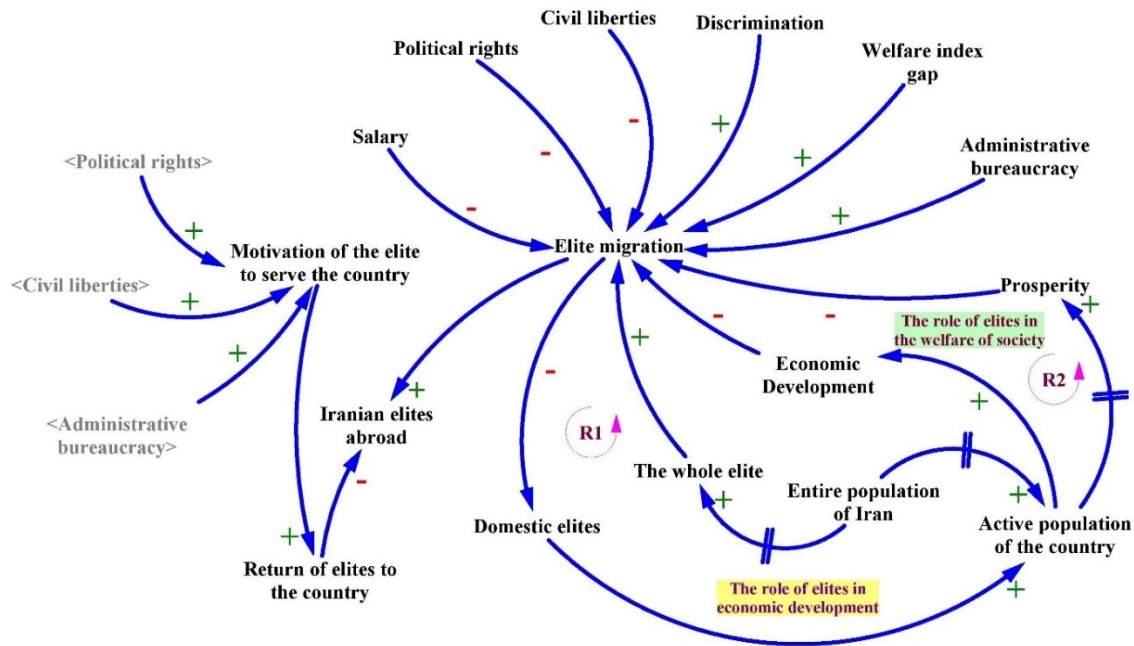 Civil liberties
Discrimination
Political rights
Welfare index
gap
Salary
Administrative
bureaucracy
<Political rights>
Elite migration
Motivation of the elite
to serve the country
<Civil liberties>
Prosperity
The role of elites in
the welfare of society
Economic
Development
R2
Iranian elites
abroad
<Administrative
bureaucracy>
R1
The whole elite
Entire population
of Iran
Domestic elites
Active population
of the country
Return of elites to
the country
The role of elites in
economic development